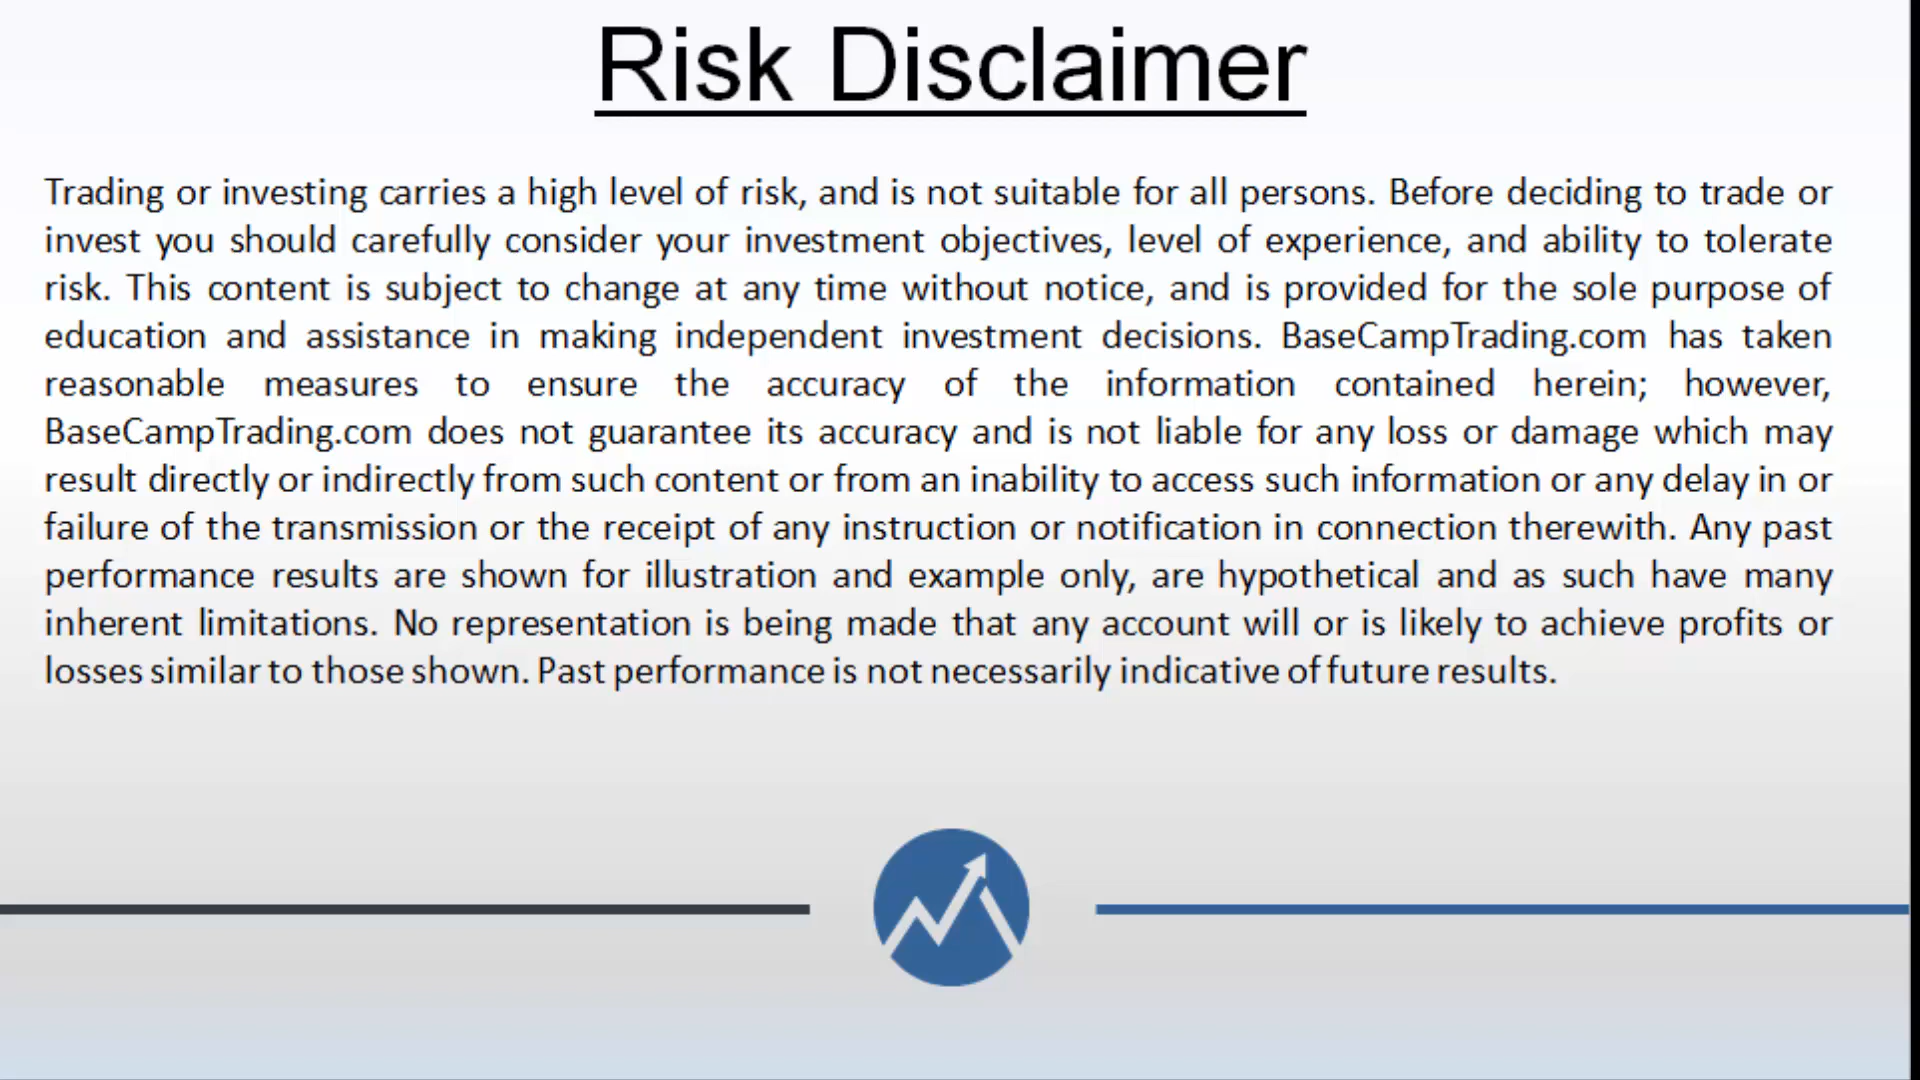 Risk Disclaimer
Trading or investing carries a high level of risk, and is not suitable for all persons. Before deciding to trade or
invest you should carefully consider your investment objectives, level of experience, and ability to tolerate
risk. This content is subject to change at any time without notice, and is provided for the sole purpose of
education and assistance in making independent investment decisions. BaseCampTrading.com has taken
reasonable measures to ensure the accuracy of the information contained herein; however,
BaseCampTrading.com does not guarantee its accuracy and is not liable for any loss or damage which may
result directly or indirectly from such content or from an inability to access such information or any delay in or
failure of the transmission or the receipt of any instruction or notification in connection therewith. Any past
performance results are shown for illustration and example only, are hypothetical and as such have many
inherent limitations. No representation is being made that any account will or is likely to achieve profits or
losses similar to those shown. Past performance is not necessarily indicative of future results.